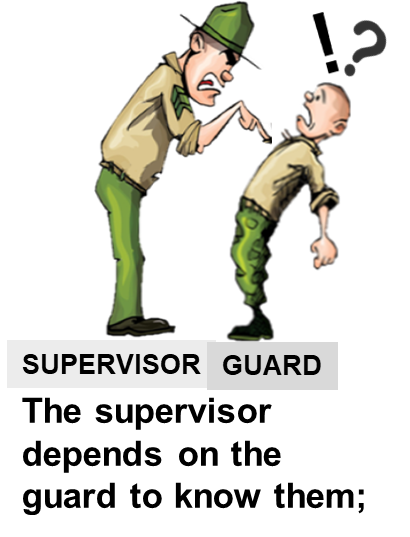 !?
SUPERVISOR GUARD
The supervisor
depends on the
guard to know them;